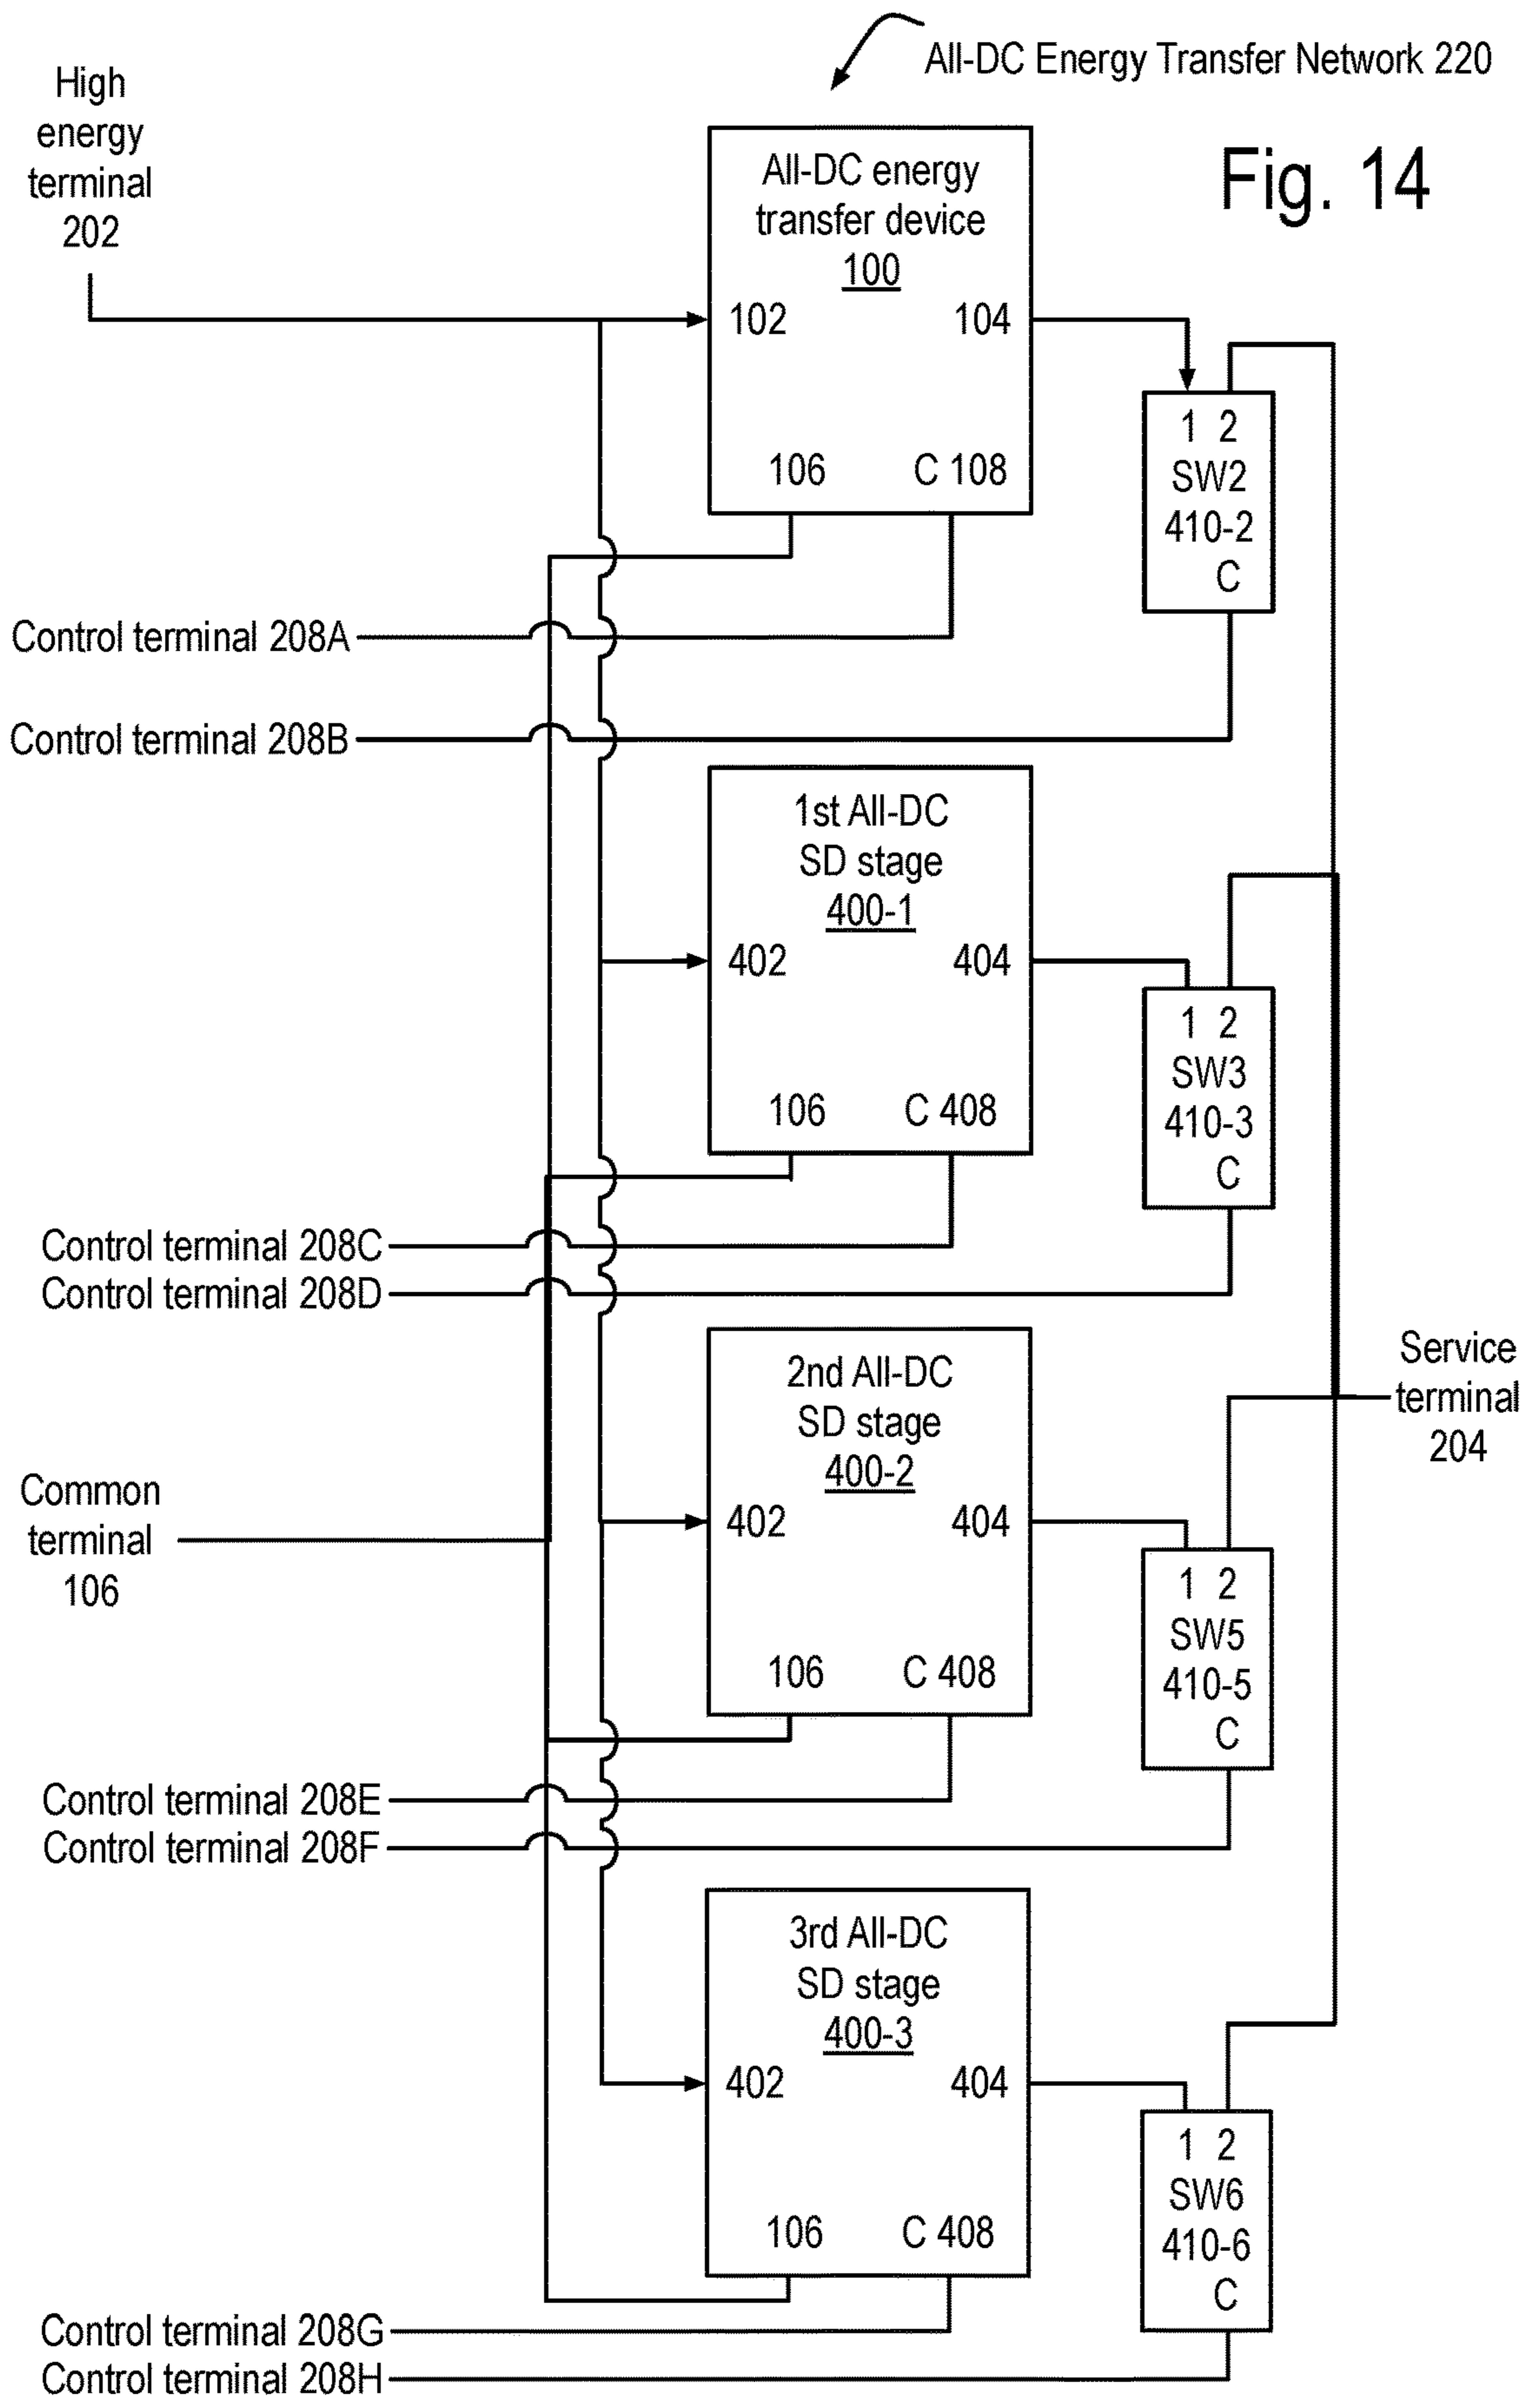 All-DC Energy Transfer Network 220
High
energy
terminal
202
Fig. 14
All-DC energy
transfer device
100
102 104
106 C 108
1 2
SW2
410-2
C
Control terminal 208A
Control terminal 208B
1st All-DC
SD stage
400-1
402 404
106 C 408
1 2
SW3
410-3
C
Control terminal 208C
Control terminal 208D
2nd All-DC
SD stage
400-2
402 404
106 C 408
Service
terminal
204
Common
terminal
106
1 2
SW5
410-5
C
Control terminal 208E
Control terminal 208F
3rd All-DC
SD stage
400-3
402 404
106 C 408
1 2
SW6
410-6
C
Control terminal 208G
Control terminal 208H